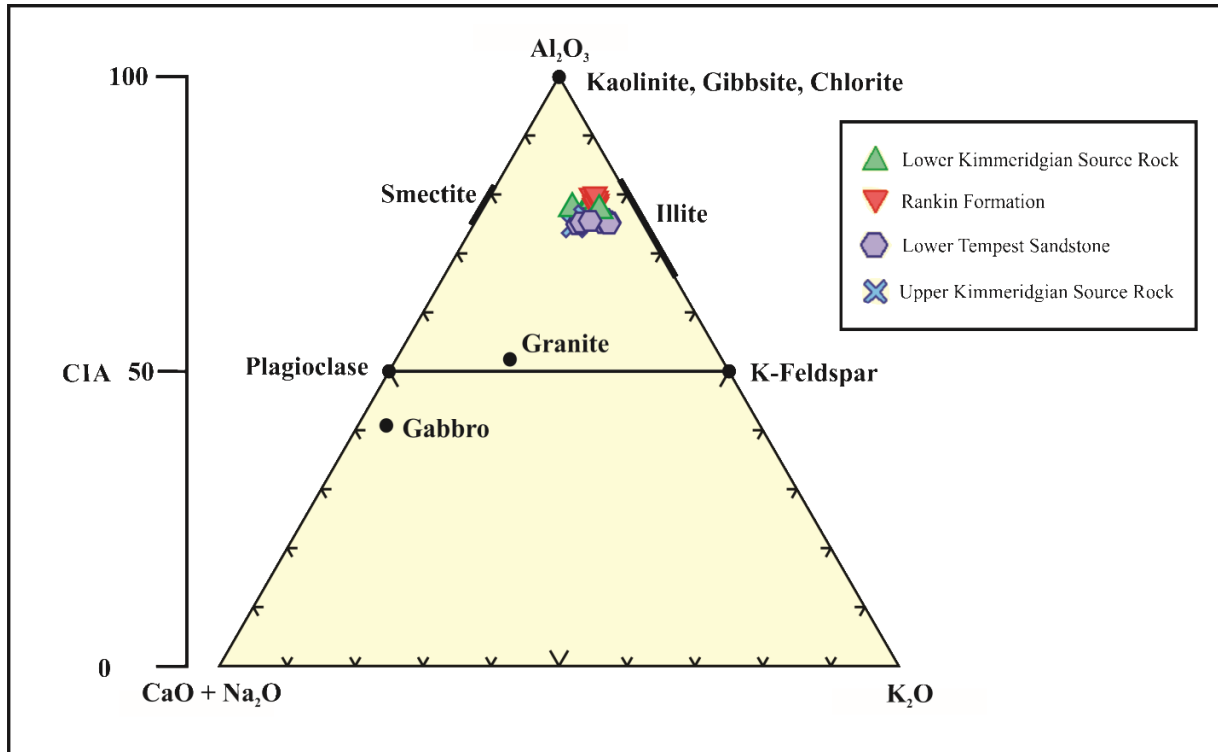 Al₂O₃
100
Kaolinite, Gibbsite, Chlorite
Lower Kimmeridgian Source Rock
Smectite
Rankin Formation
Illite
Lower Tempest Sandstone
Upper Kimmeridgian Source Rock
Granite
Plagioclase
CIA
50
K-Feldspar
Gabbro
0
CaO + Na₂O
K₂O